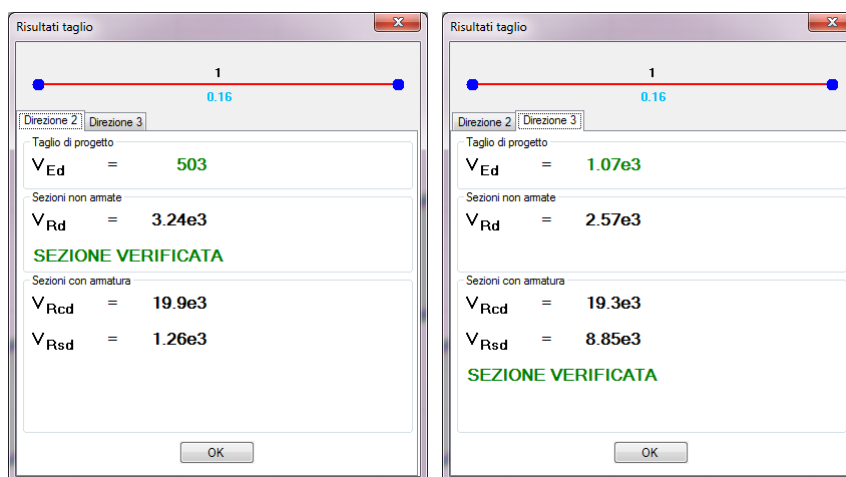 Risultati taglio
x
1
0.16
Direzione 2 Direzione 3
Taglio di progetto
VEd = 503
Sezioni non armate
VRd = 3.24e3
SEZIONE VERIFICATA
Sezioni con armatura
VRcd = 19.9e3
VRsd = 1.26e3
OK
Risultati taglio
x
1
0.16
Direzione 2 Direzione 3
Taglio di progetto
VEd = 1.07e3
Sezioni non armate
VRd = 2.57e3
Sezioni con armatura
VRcd = 19.3e3
VRsd = 8.85e3
SEZIONE VERIFICATA
OK